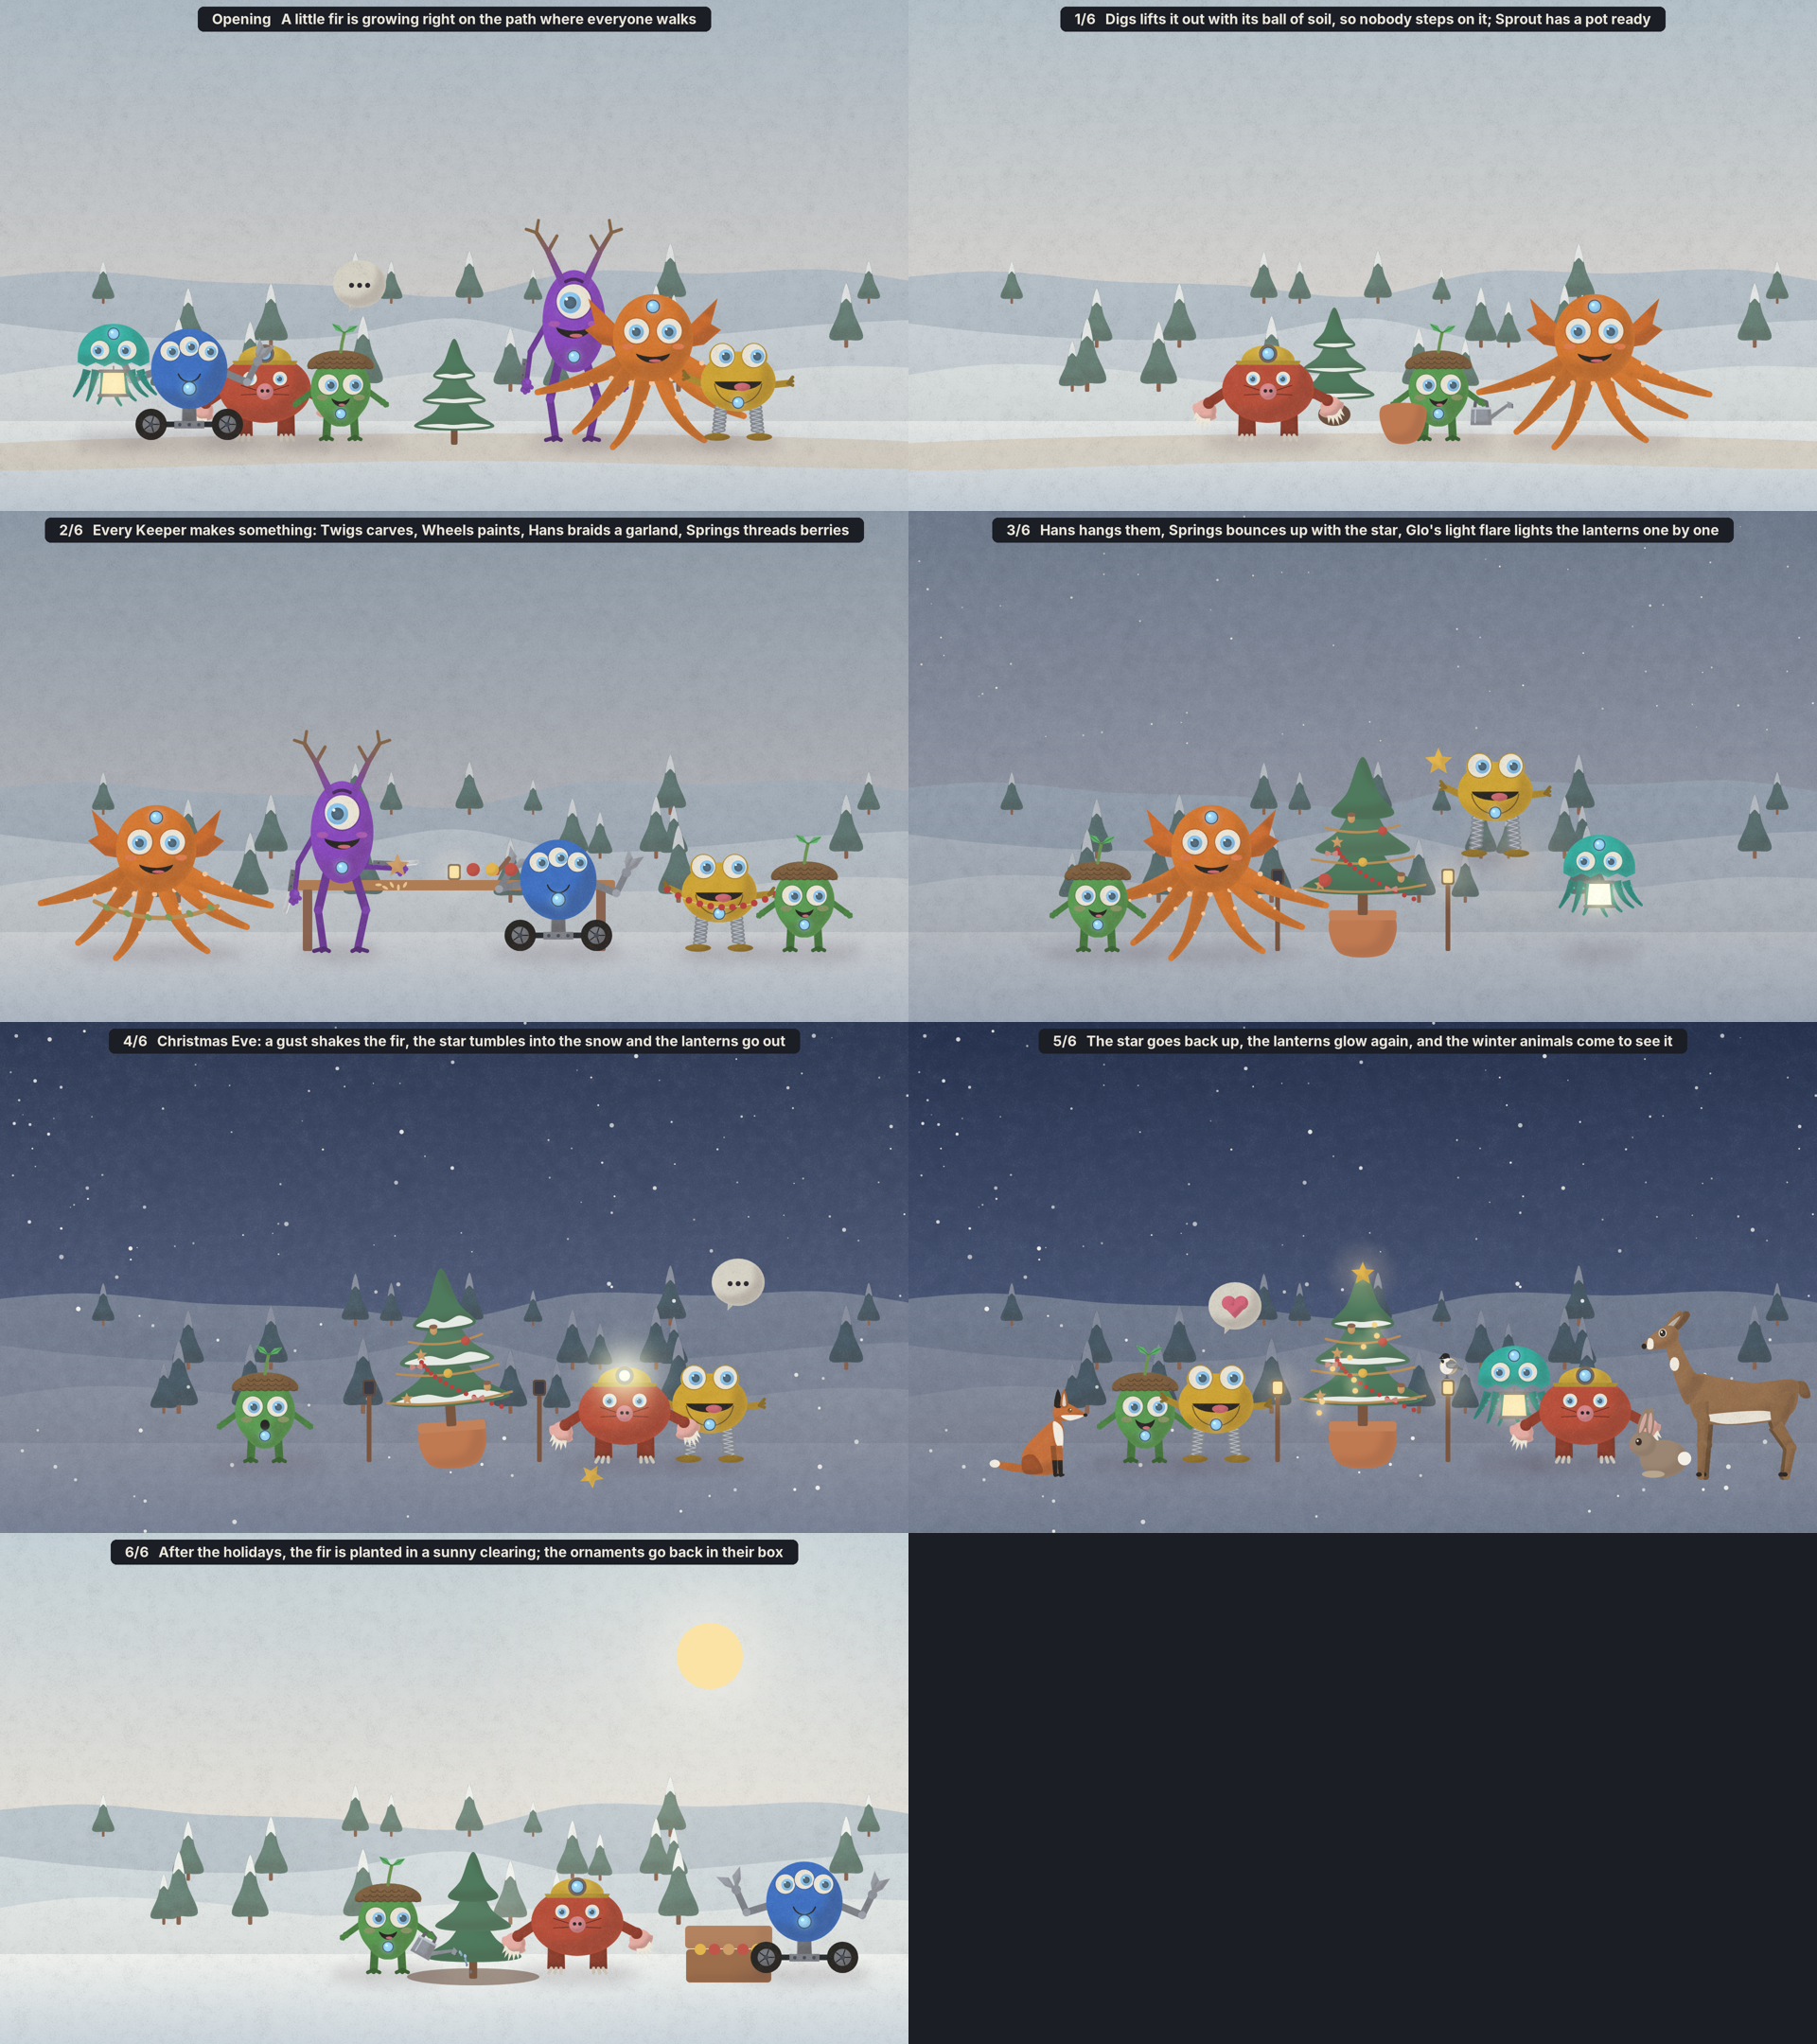 Opening A little fir is growing right on the path where everyone walks
1/6 Digs lifts it out with its ball of soil, so nobody steps on it; Sprout has a pot ready
2/6 Every Keeper makes something: Twigs carves, Wheels paints, Hans braids a garland, Springs threads berries
3/6 Hans hangs them, Springs bounces up with the star, Glo's light flare lights the lanterns one by one
4/6 Christmas Eve: a gust shakes the fir, the star tumbles into the snow and the lanterns go out
5/6 The star goes back up, the lanterns glow again, and the winter animals come to see it
6/6 After the holidays, the fir is planted in a sunny clearing; the ornaments go back in their box